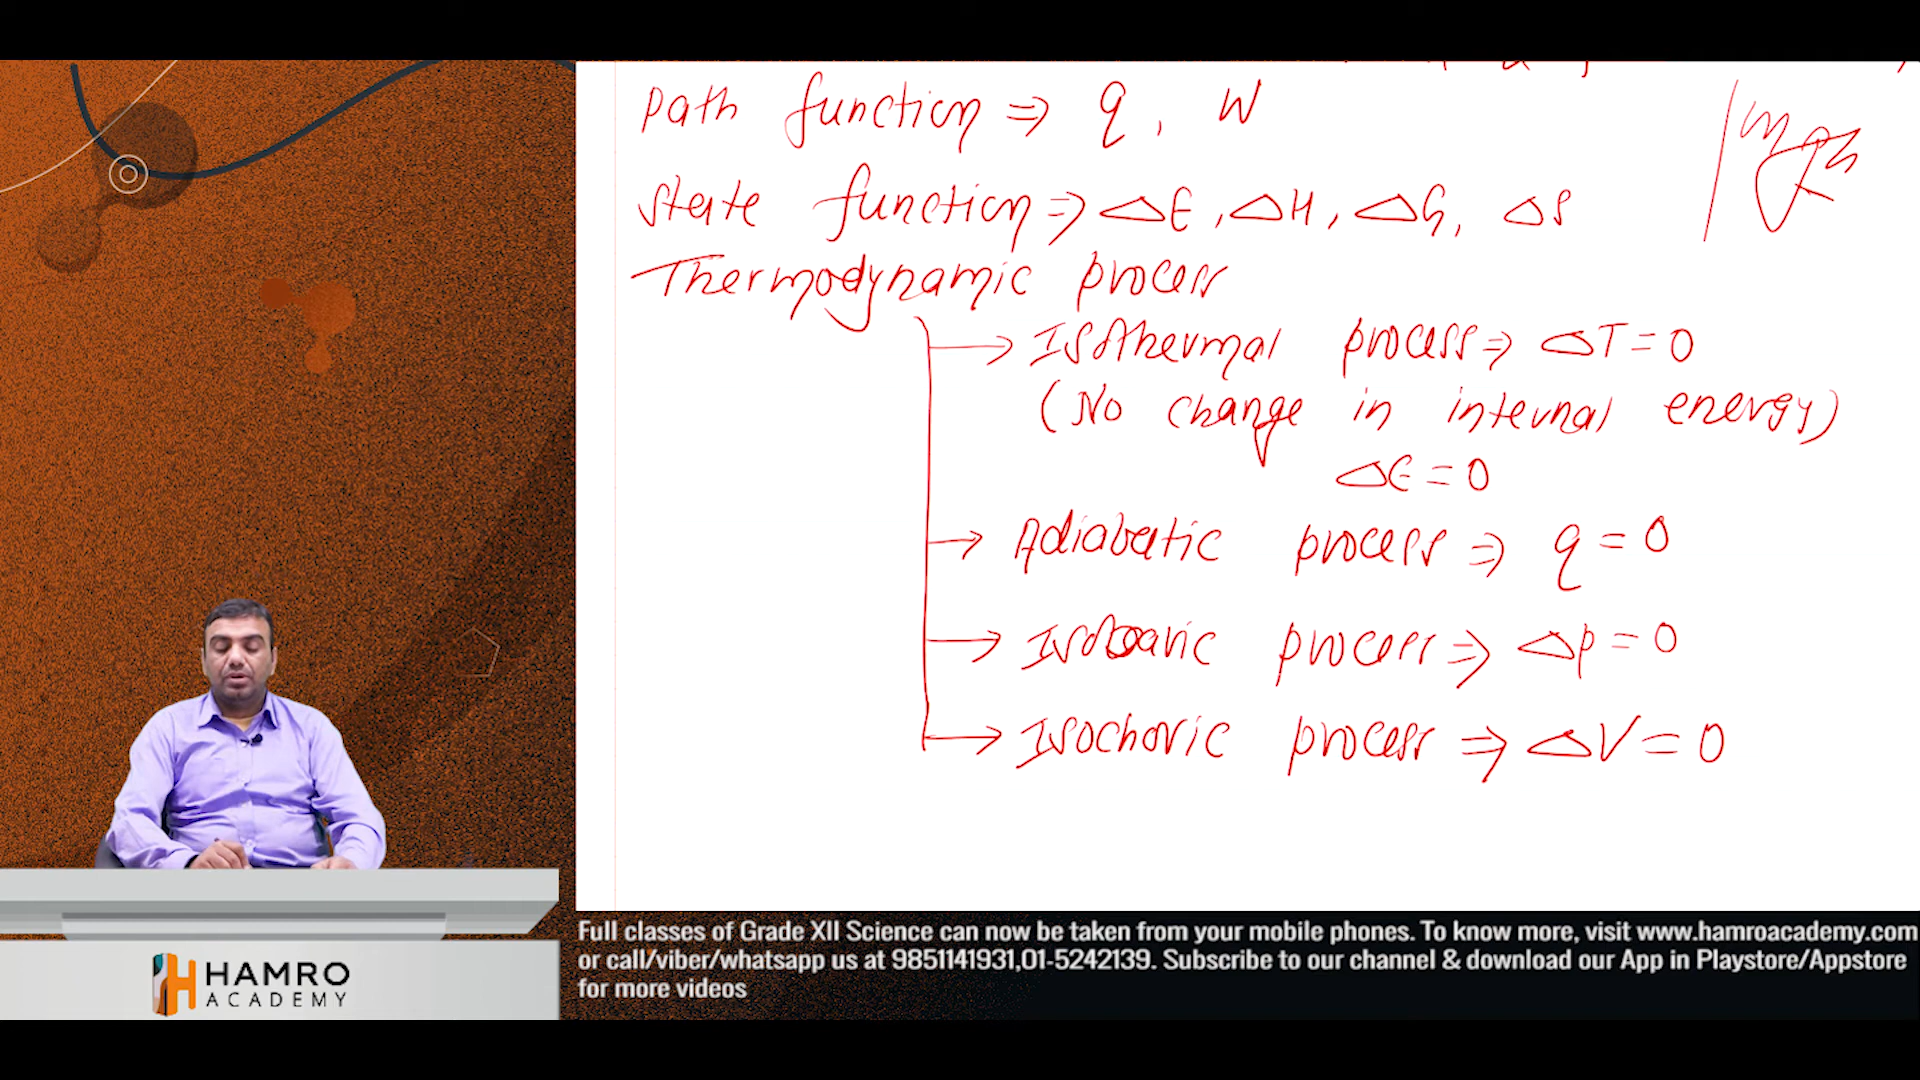 Path function ⇒ q, W
State function ⇒ ΔE, ΔH, ΔG, ΔS
Thermodynamic process
→ Isothermal process ⇒ ΔT = 0
(No change in internal energy)
ΔE = 0
→ Adiabatic process ⇒ q = 0
→ Isobaric process ⇒ ΔP = 0
→ Isochoric process ⇒ ΔV = 0
Full classes of Grade XII Science can now be taken from your mobile phones. To know more, visit www.hamroacademy.com
or call/viber/whatsapp us at 9851141931,01-5242139. Subscribe to our channel & download our App in Playstore/Appstore
for more videos
HAMRO
ACADEMY